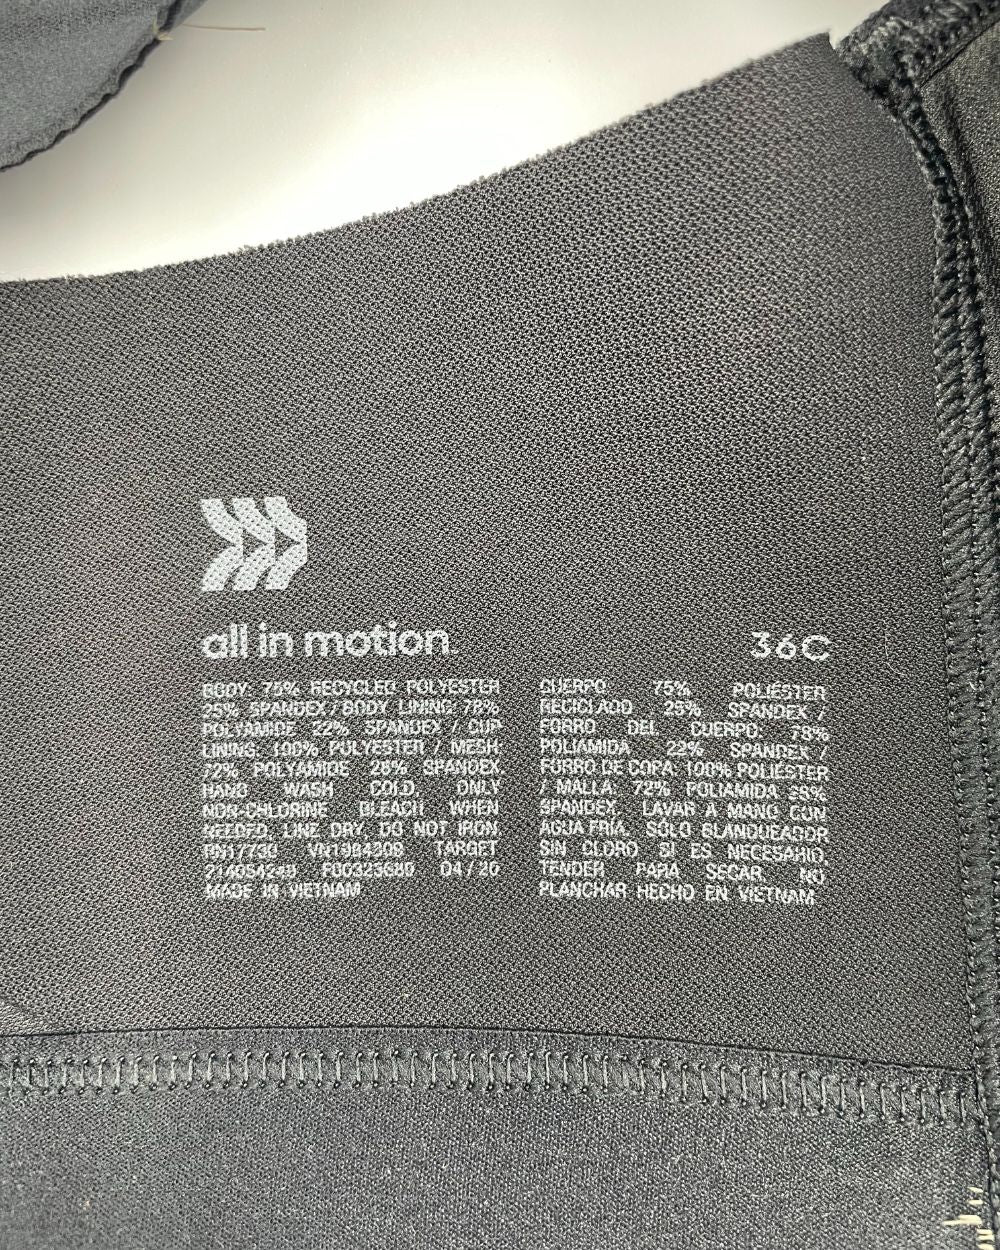 all in motion
36C
BODY: 75% RECYCLED POLYESTER
25% SPANDEX / BODY LINING: 78%
POLYAMIDE 22% SPANDEX / CUP
LINING: 100% POLYESTER / MESH
72% POLYAMIDE 28% SPANDEX.
HAND WASH COLD. ONLY
NON-CHLORINE BLEACH WHEN
NEEDED. LINE DRY. DO NOT IRON
RN17730 TARGET
04/20
MADE IN VIETNAM
CUERPO: 75% POLIÉSTER
RECICLADO 25% SPANDEX /
FORRO DEL CUERPO: 78%
POLIAMIDA 22% SPANDEX /
FORRO DE COPA: 100% POLIÉSTER
/ MALLA: 72% POLIAMIDA 28%
SPANDEX. LAVAR A MANO CON
AGUA FRÍA. SÓLO BLANQUEADOR
SIN CLORO SI ES NECESARIO.
TENDER PARA SECAR. NO
PLANCHAR HECHO EN VIETNAM